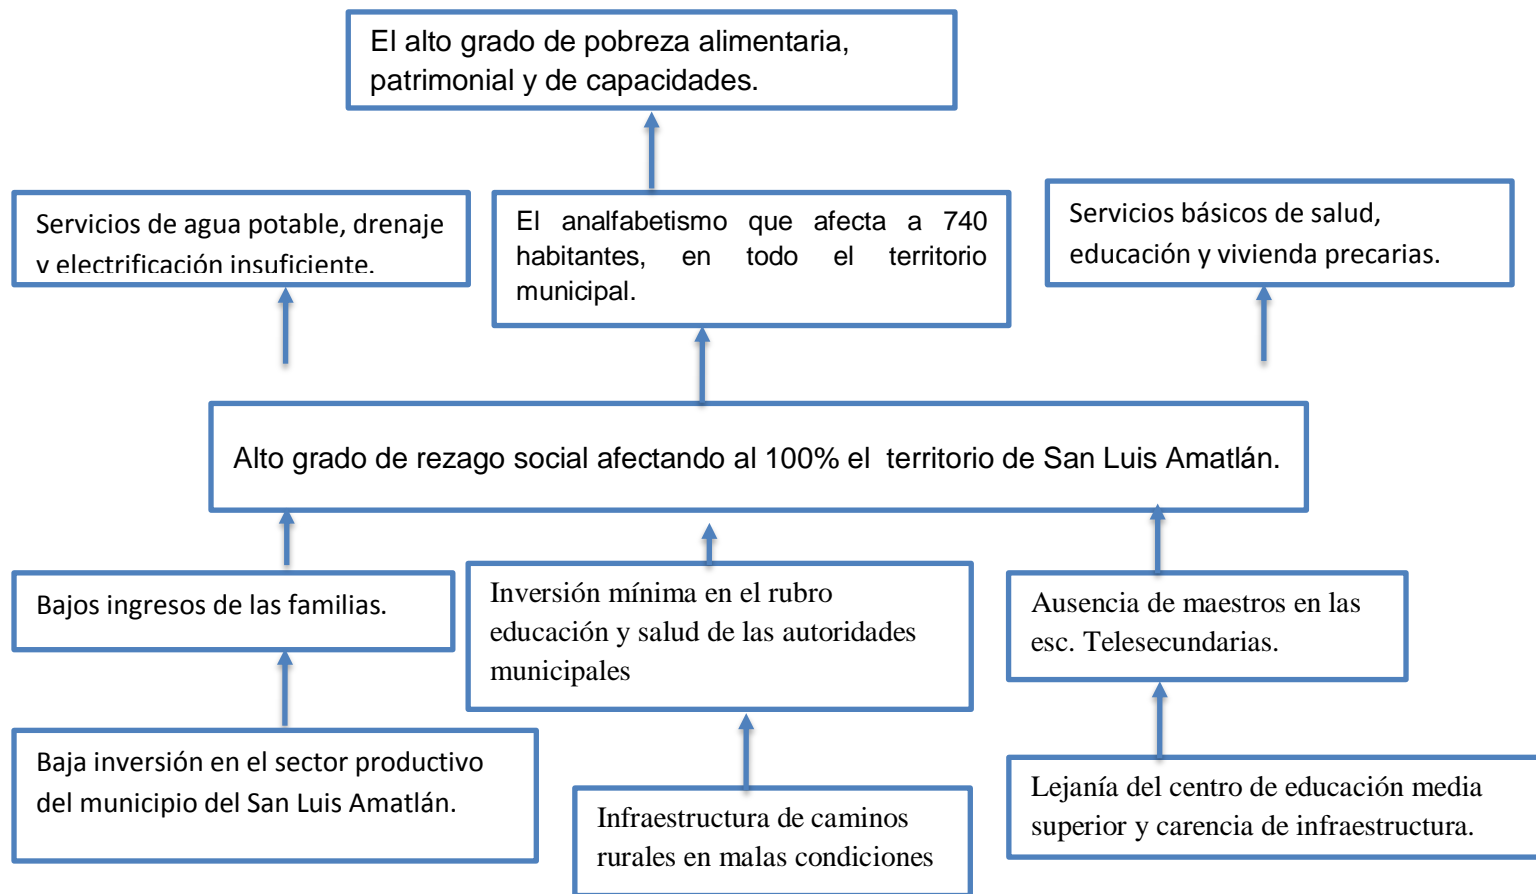 El alto grado de pobreza alimentaria,
patrimonial y de capacidades.
Servicios de agua potable, drenaje
y electrificación insuficiente.
El analfabetismo que afecta a 740
habitantes, en todo el territorio
municipal.
Servicios básicos de salud,
educación y vivienda precarias.
Alto grado de rezago social afectando al 100% el territorio de San Luis Amatlán.
Bajos ingresos de las familias.
Inversión mínima en el rubro
educación y salud de las autoridades
municipales
Ausencia de maestros en las
esc. Telesecundarias.
Baja inversión en el sector productivo
del municipio del San Luis Amatlán.
Infraestructura de caminos
rurales en malas condiciones
Lejanía del centro de educación media
superior y carencia de infraestructura.